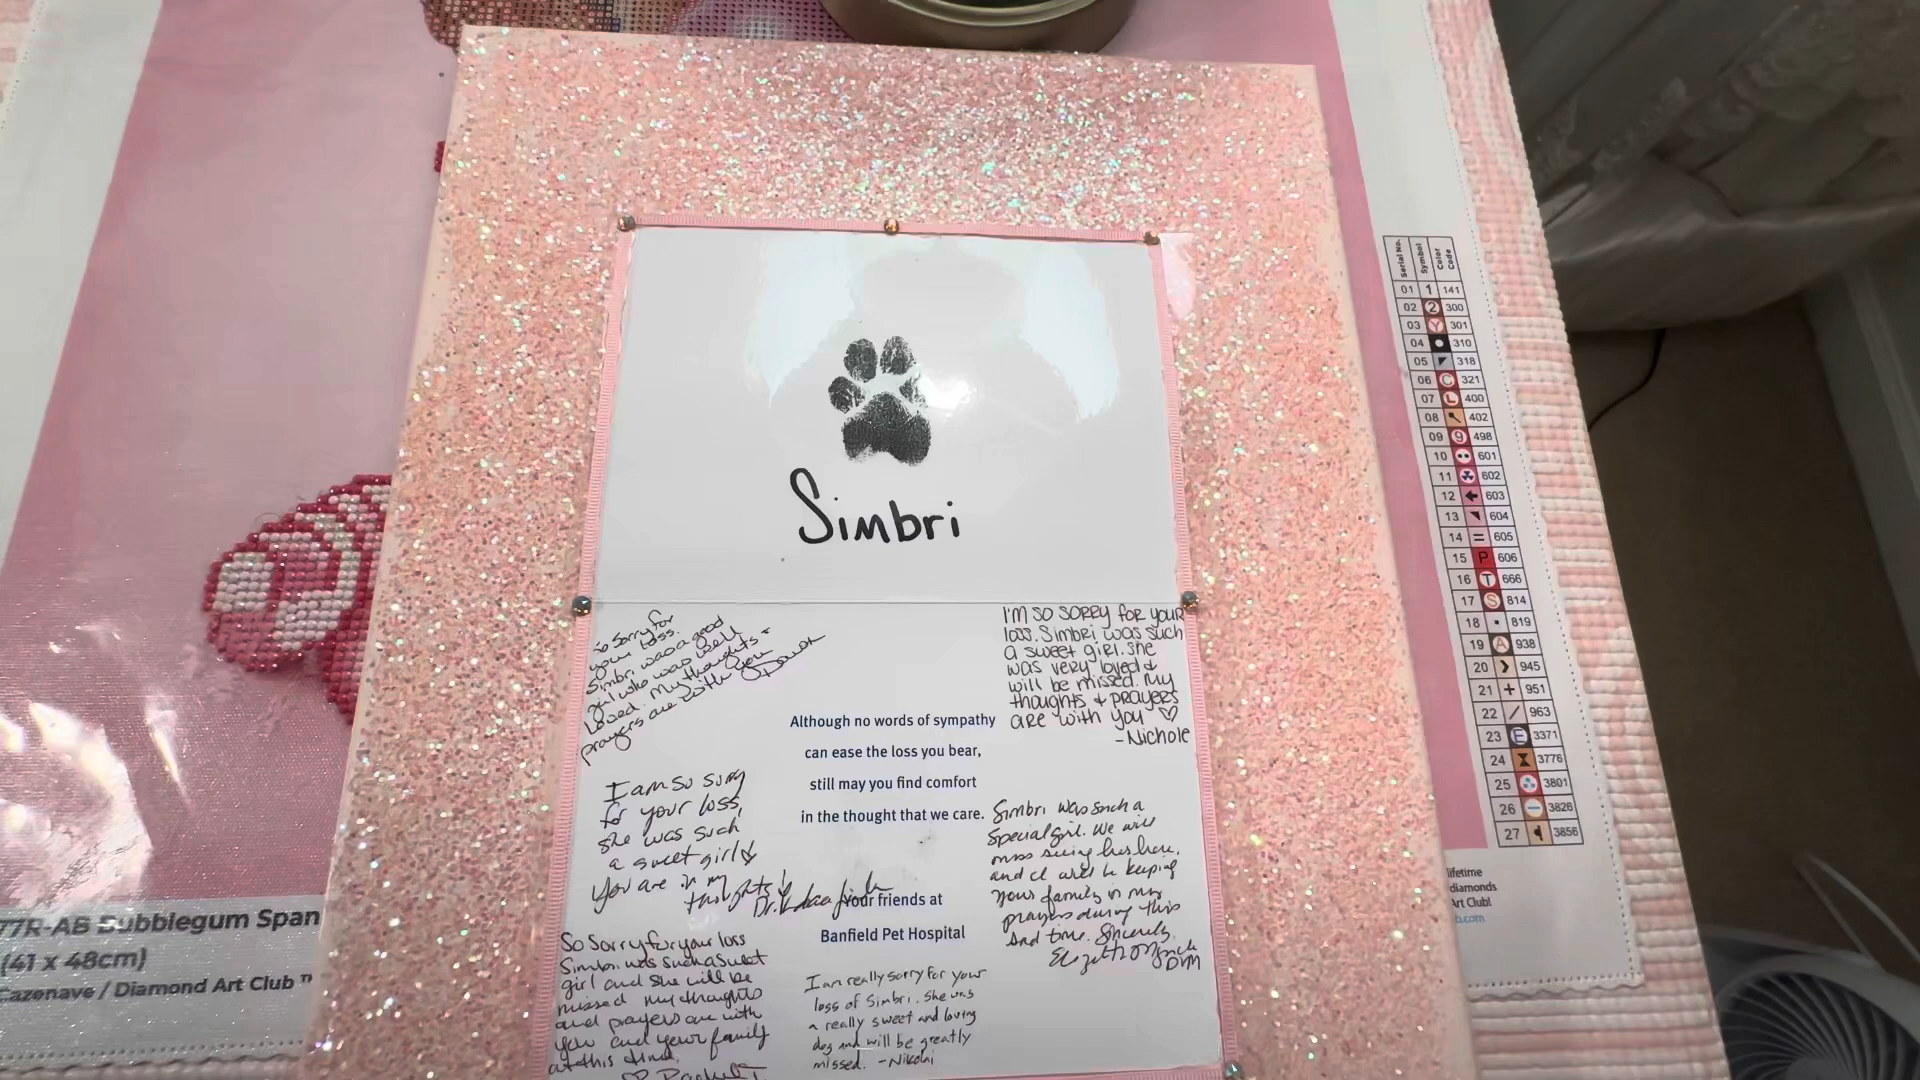 Simbri
So Sorry for
your loss.
Simbri was a good
girl who was well
Loved. My thoughts +
prayers are with you
I'M SO SORRY for your
loss. Simbri was such
a sweet girl. She
was very loved &
will be missed. My
thoughts & prayers
are with you ♡
-Nichole
Although no words of sympathy
can ease the loss you bear,
still may you find comfort
in the thought that we care.
Your friends at
Banfield Pet Hospital
I am so sorry
for your loss,
she was such
a sweet girl
You are in my
thoughts!
Simbri was such a
special girl. We will
miss seeing her here,
and I will be keeping
your family in my
prayers during this
sad time. Sincerely,
DVM
So Sorry for your loss
Simbri was such a sweet
girl and she will be
missed my thoughts
and prayers are with
you and your family
at this time.
♡ Rachel T.
I am really sorry for your
loss of Simbri. She was
a really sweet and loving
dog and will be greatly
missed. -Nikolai
77R-AB Bubblegum Span
(41 x 48cm)
Cazenave / Diamond Art Club™
Serial No. Symbol Color Code
01 1 141
02 2 300
03 Y 301
04 310
05 318
06 C 321
07 L 400
08 402
09 9 498
10 601
11 602
12 603
13 604
14 = 605
15 P 606
16 T 666
17 S 814
18 819
19 A 938
20 945
21 + 951
22 / 963
23 E 3371
24 3776
25 3801
26 3826
27 3856
lifetime
diamonds
Art Club!
b.com